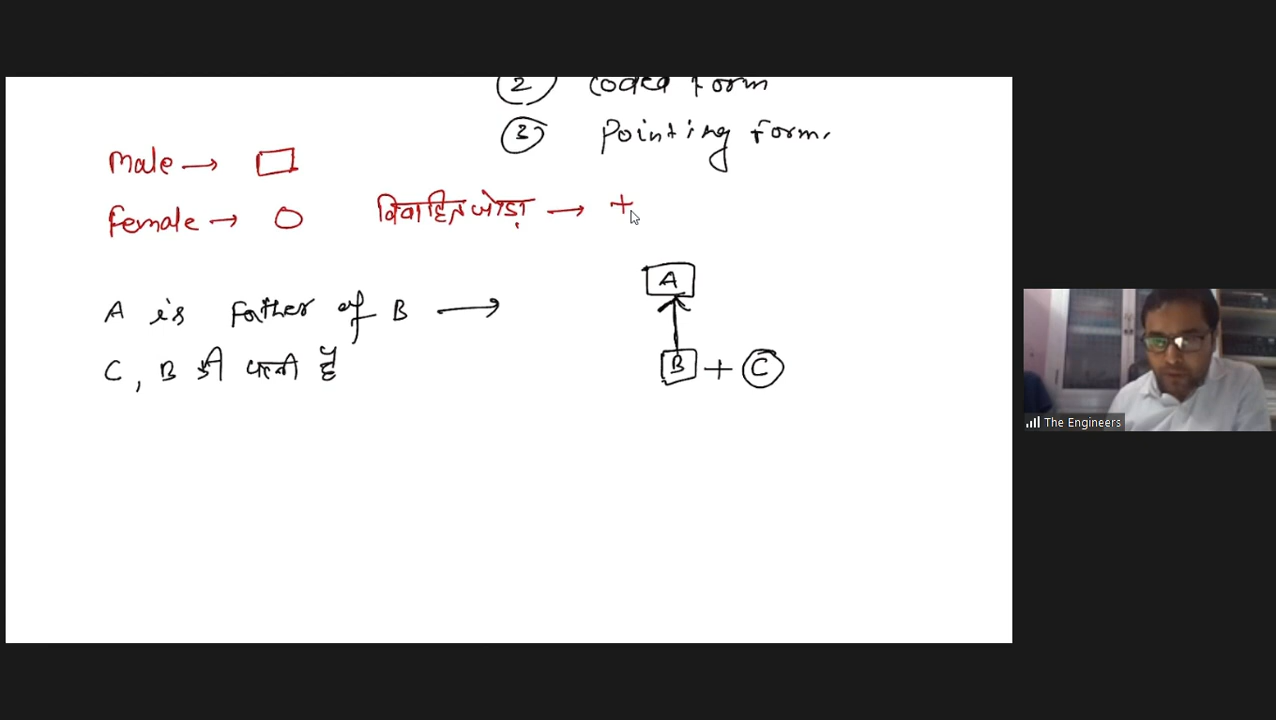 ② Coded form
③ Pointing form.
Male → □
Female → ○ विवाहित जोडा़ → +
A is Father of B →
C, B की पत्नी है
A
B + C
The Engineers